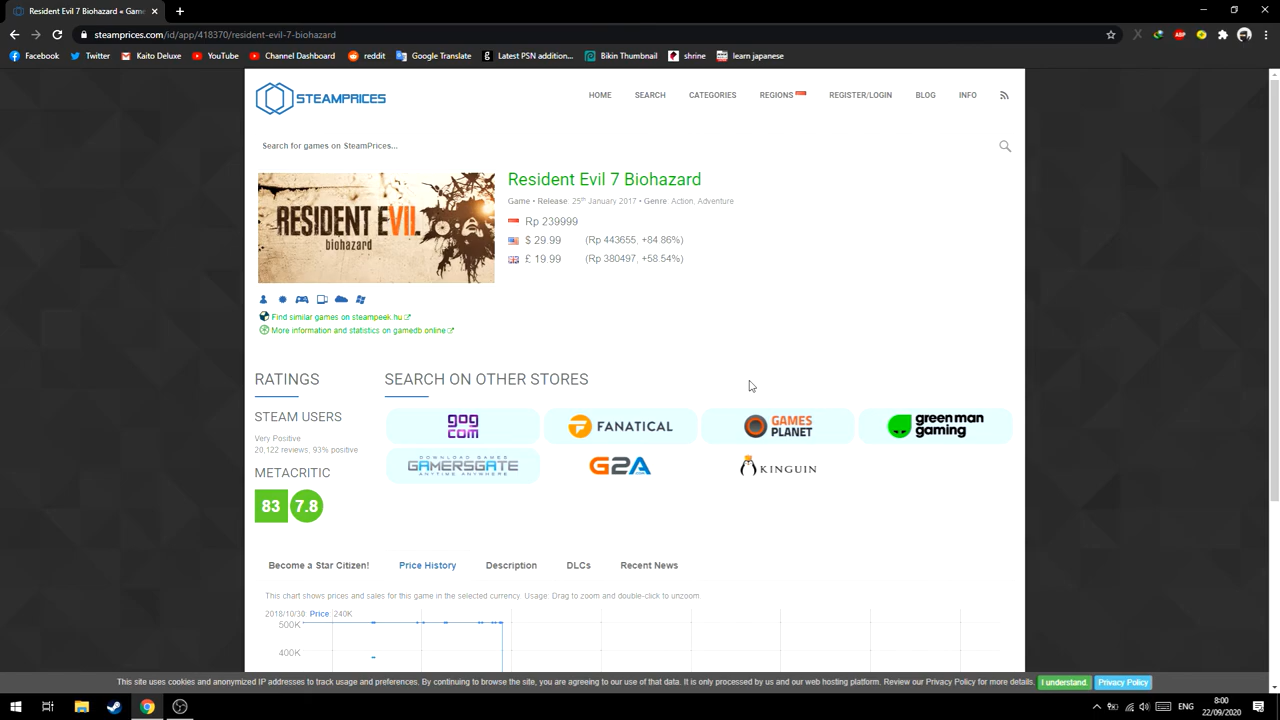 Resident Evil 7 Biohazard
steamprices.com/id/app/418370/resident-evil-7-biohazard
Facebook Twitter Kaito Deluxe YouTube Channel Dashboard reddit Google Translate Latest PSN addition... Bikin Thumbnail shrine learn japanese
STEAMPRICES
HOME SEARCH CATEGORIES REGIONS REGISTER/LOGIN BLOG INFO
Search for games on SteamPrices...
RESIDENT EVIL
biohazard
Resident Evil 7 Biohazard
Game • Release: 25th January 2017 • Genre: Action, Adventure
Rp 239999
$ 29.99 (Rp 443655, +84.86%)
£ 19.99 (Rp 380497, +58.54%)
Find similar games on steampeek.hu
More information and statistics on gamedb.online
RATINGS
STEAM USERS
Very Positive
20,122 reviews, 93% positive
METACRITIC
83 7.8
SEARCH ON OTHER STORES
gog com FANATICAL GAMES PLANET green man gaming
DOWNLOAD GAMES GAMERSGATE ANYTIME ANYWHERE G2A.COM KINGUIN
Become a Star Citizen! Price History Description DLCs Recent News
This chart shows prices and sales for this game in the selected currency. Usage: Drag to zoom and double-click to unzoom.
2018/10/30: Price: 240K
500K
400K
This site uses cookies and anonymized IP addresses to track usage and preferences. By continuing to browse the site, you are agreeing to our use of that data. It is only processed by us and our web hosting platform. Review our Privacy Policy for more details. I understand. Privacy Policy
ENG 8:00
22/09/2020